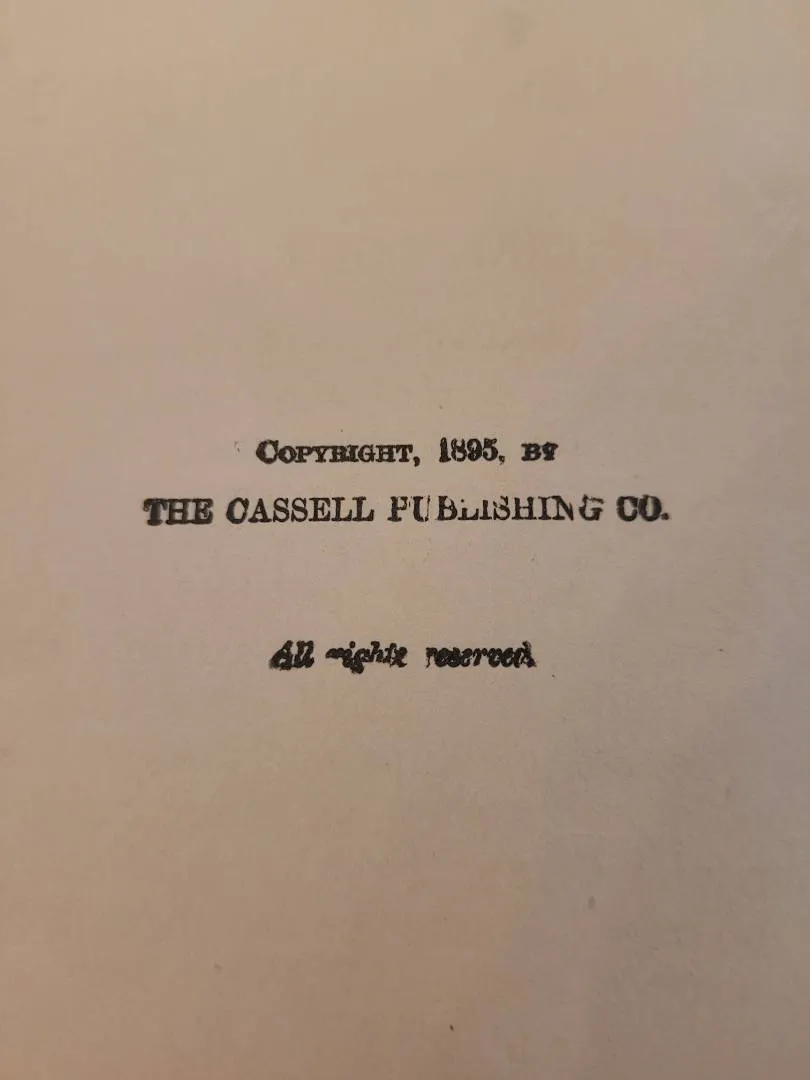 COPYRIGHT, 1895, BY
THE CASSELL PUBLISHING CO.
All rights reserved.